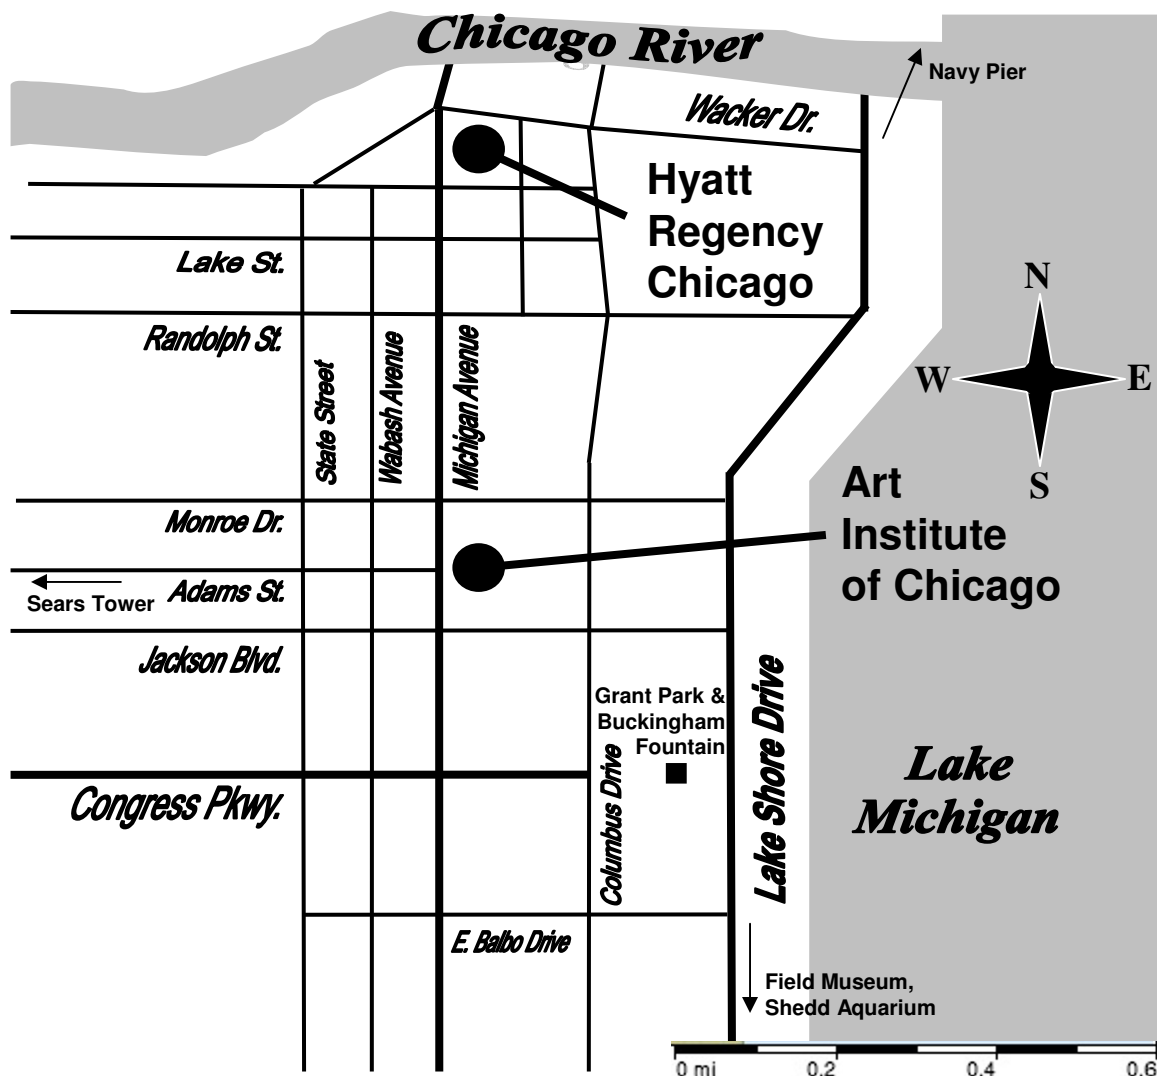 Chicago River
Navy Pier
Wacker Dr.
Hyatt
Regency
Chicago
Lake St.
Randolph St.
State Street
Wabash Avenue
Michigan Avenue
N
W
E
S
Art
Institute
of Chicago
Monroe Dr.
Adams St.
Sears Tower
Jackson Blvd.
Grant Park &
Buckingham
Fountain
Columbus Drive
Lake Shore Drive
Lake
Michigan
Congress Pkwy.
E. Balbo Drive
Field Museum,
Shedd Aquarium
0 mi
0.2
0.4
0.6